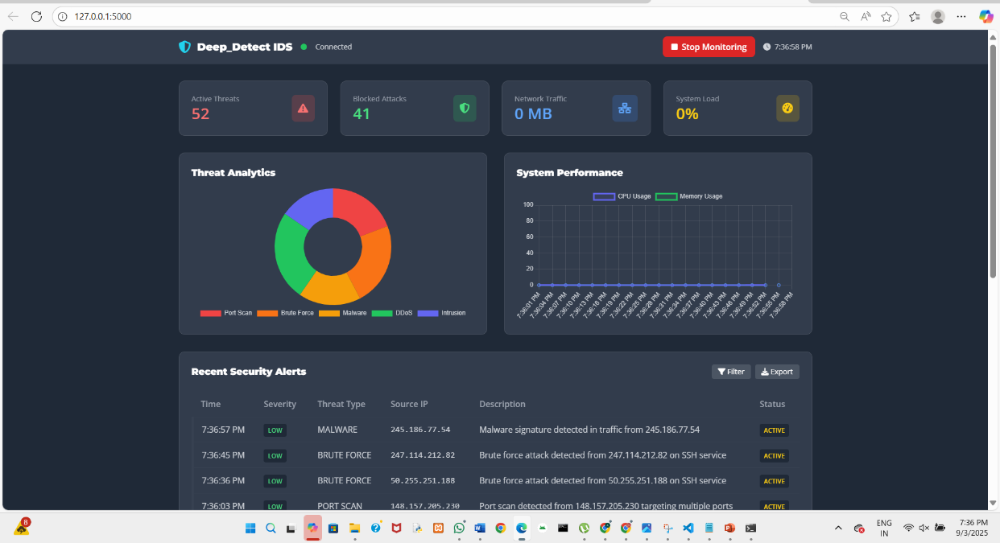 127.0.0.1:5000
Deep_Detect IDS Connected Stop Monitoring 7:36:58 PM
Active Threats
52
Blocked Attacks
41
Network Traffic
0 MB
System Load
0%
Threat Analytics
Port Scan Brute Force Malware DDoS Intrusion
System Performance
CPU Usage Memory Usage
100
80
60
40
20
0
7:36:01 PM 7:36:04 PM 7:36:07 PM 7:36:10 PM 7:36:13 PM 7:36:16 PM 7:36:19 PM 7:36:22 PM 7:36:25 PM 7:36:28 PM 7:36:31 PM 7:36:34 PM 7:36:37 PM 7:36:40 PM 7:36:43 PM 7:36:46 PM 7:36:49 PM 7:36:52 PM 7:36:55 PM 7:36:58 PM
Recent Security Alerts Filter Export
Time Severity Threat Type Source IP Description Status
7:36:57 PM LOW MALWARE 245.186.77.54 Malware signature detected in traffic from 245.186.77.54 ACTIVE
7:36:45 PM LOW BRUTE FORCE 247.114.212.82 Brute force attack detected from 247.114.212.82 on SSH service ACTIVE
7:36:36 PM LOW BRUTE FORCE 50.255.251.188 Brute force attack detected from 50.255.251.188 on SSH service ACTIVE
7:36:03 PM LOW PORT SCAN 148.157.205.230 Port scan detected from 148.157.205.230 targeting multiple ports ACTIVE
8
ENG
IN
7:36 PM
9/3/2025